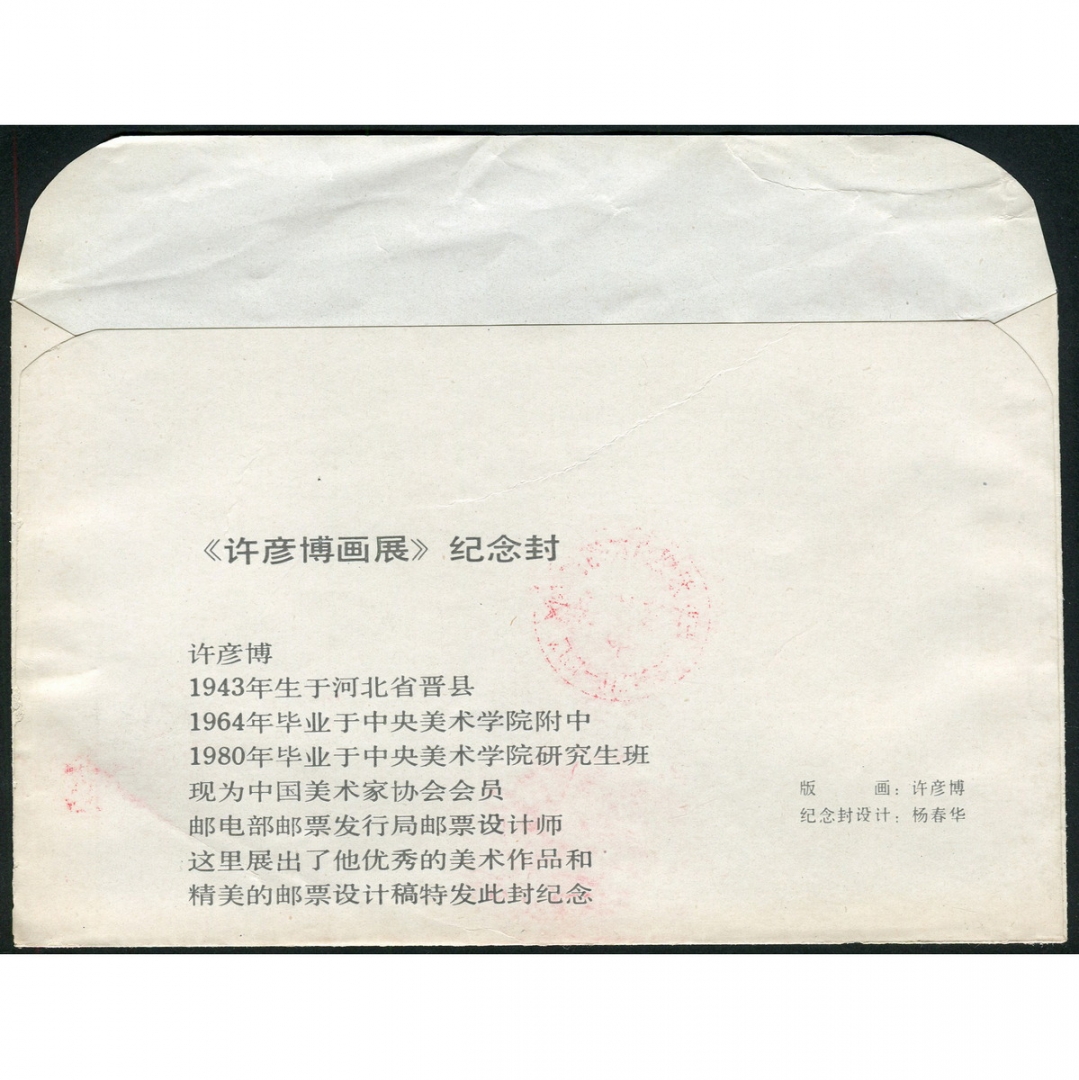 《许彦博画展》纪念封
许彦博
1943年生于河北省晋县
1964年毕业于中央美术学院附中
1980年毕业于中央美术学院研究生班
现为中国美术家协会会员
邮电部邮票发行局邮票设计师
这里展出了他优秀的美术作品和
精美的邮票设计稿特发此封纪念
版　　画：许彦博
纪念封设计：杨春华